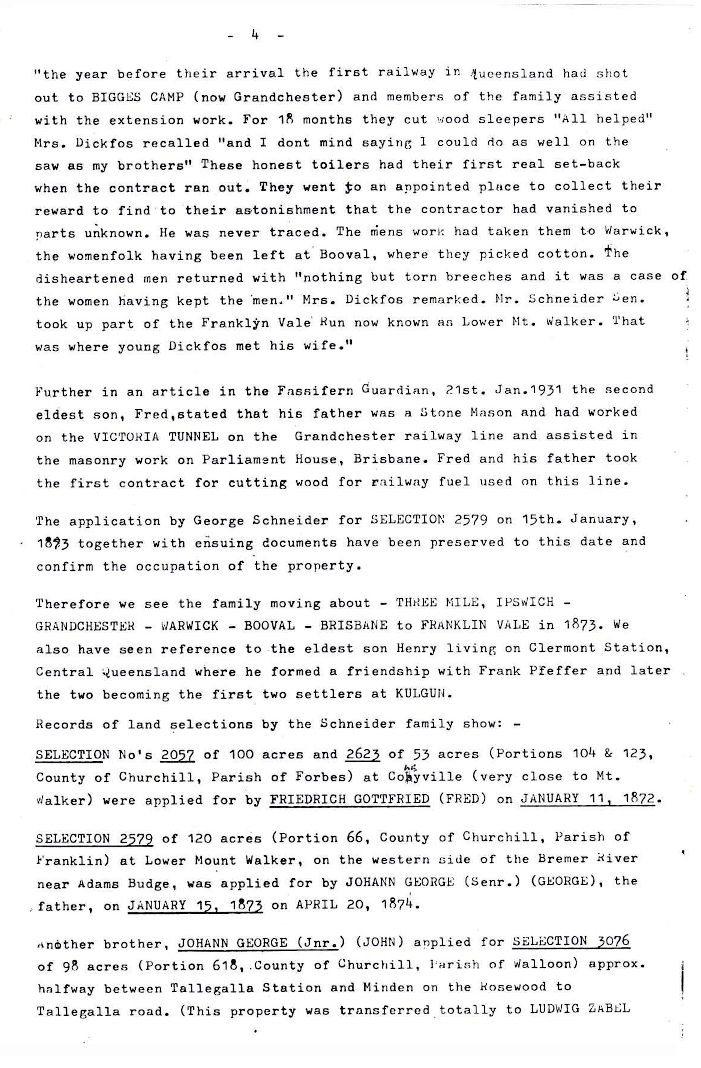 - 4 -
"the year before their arrival the first railway in Queensland had shot
out to BIGGES CAMP (now Grandchester) and members of the family assisted
with the extension work. For 18 months they cut wood sleepers "All helped"
Mrs. Dickfos recalled "and I dont mind saying I could do as well on the
saw as my brothers" These honest toilers had their first real set-back
when the contract ran out. They went to an appointed place to collect their
reward to find to their astonishment that the contractor had vanished to
parts unknown. He was never traced. The mens work had taken them to Warwick,
the womenfolk having been left at Booval, where they picked cotton. The
disheartened men returned with "nothing but torn breeches and it was a case of
the women having kept the men." Mrs. Dickfos remarked. Mr. Schneider Sen.
took up part of the Franklyn Vale Run now known as Lower Mt. Walker. That
was where young Dickfos met his wife."
Further in an article in the Fassifern Guardian, 21st. Jan.1931 the second
eldest son, Fred,stated that his father was a Stone Mason and had worked
on the VICTORIA TUNNEL on the Grandchester railway line and assisted in
the masonry work on Parliament House, Brisbane. Fred and his father took
the first contract for cutting wood for railway fuel used on this line.
The application by George Schneider for SELECTION 2579 on 15th. January,
1873 together with ensuing documents have been preserved to this date and
confirm the occupation of the property.
Therefore we see the family moving about - THREE MILE, IPSWICH -
GRANDCHESTER - WARWICK - BOOVAL - BRISBANE to FRANKLIN VALE in 1873. We
also have seen reference to the eldest son Henry living on Clermont Station,
Central Queensland where he formed a friendship with Frank Pfeffer and later
the two becoming the first two settlers at KULGUN.
Records of land selections by the Schneider family show: -
SELECTION No's 2057 of 100 acres and 2623 of 53 acres (Portions 104 & 123,
County of Churchill, Parish of Forbes) at (very close to Mt.
Walker) were applied for by FRIEDRICH GOTTFRIED (FRED) on JANUARY 11, 1872.
SELECTION 2579 of 120 acres (Portion 66, County of Churchill, Parish of
Franklin) at Lower Mount Walker, on the western side of the Bremer River
near Adams Budge, was applied for by JOHANN GEORGE (Senr.) (GEORGE), the
father, on JANUARY 15, 1873 on APRIL 20, 1874.
Another brother, JOHANN GEORGE (Jnr.) (JOHN) applied for SELECTION 3076
of 98 acres (Portion 618, County of Churchill, Parish of Walloon) approx.
halfway between Tallegalla Station and Minden on the Rosewood to
Tallegalla road. (This property was transferred totally to LUDWIG ZABEL